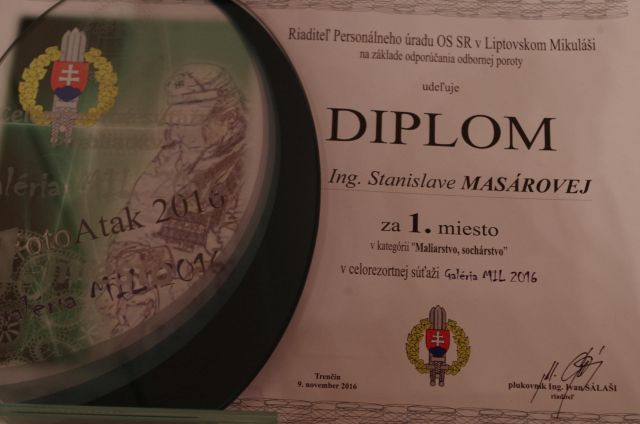 Riaditeľ Personálneho úradu OS SR v Liptovskom Mikuláši
na základe odporúčania odbornej poroty
udeľuje
DIPLOM
Ing. Stanislave MASÁROVEJ
za 1. miesto
v kategórii "Maliarstvo, sochárstvo"
v celorezortnej súťaži Galéria MIL 2016
Trenčín
9. november 2016
plukovník Ing. Ivan ŠALAŠI
riaditeľ
FotoAtak 2016
Galéria MIL 2016